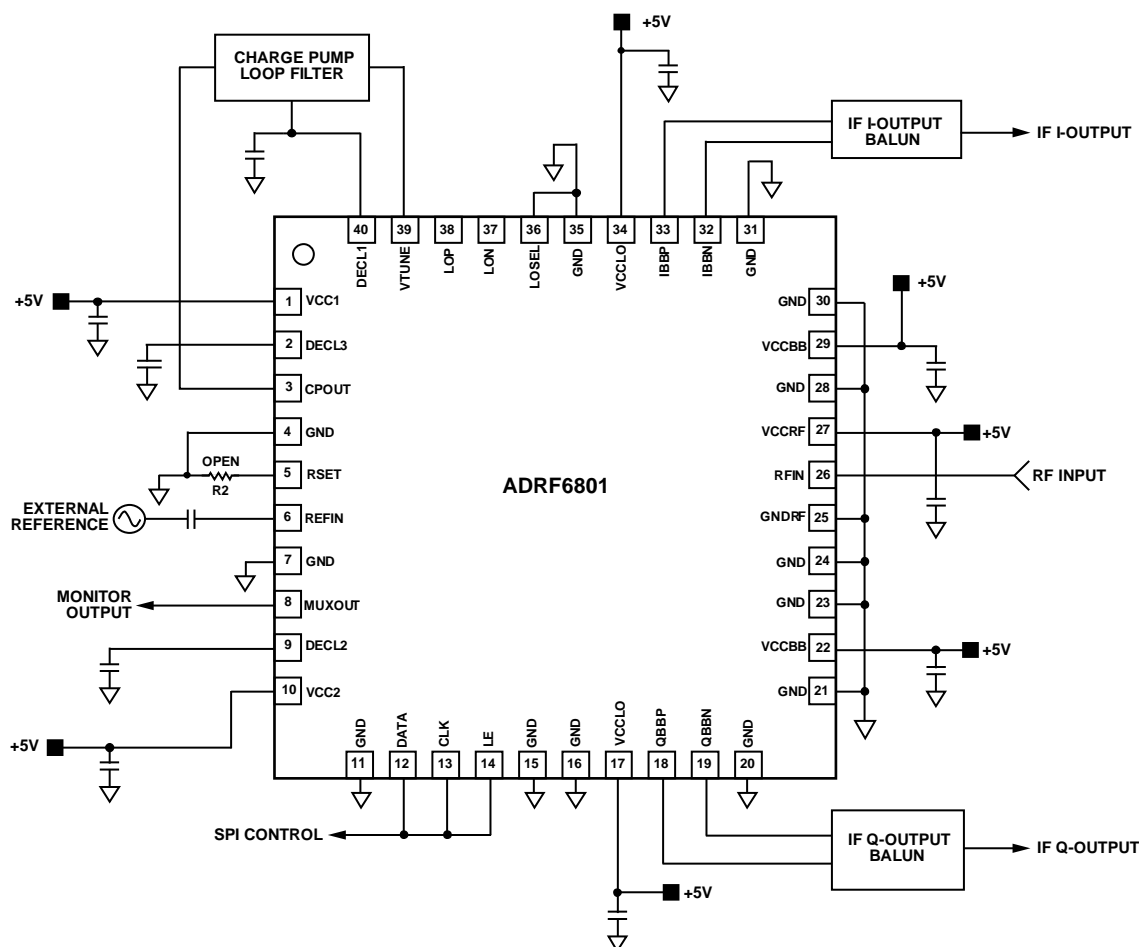 +5V
CHARGE PUMP
LOOP FILTER
IF I-OUTPUT
BALUN
IF I-OUTPUT
40
39
38
37
36
35
34
33
32
31
DECL1
VTUNE
LOP
LON
LOSEL
GND
VCCLO
IBBP
IBBN
GND
+5V
1 VCC1
2 DECL3
3 CPOUT
4 GND
OPEN
R2
5 RSET
EXTERNAL
REFERENCE
6 REFIN
7 GND
MONITOR
OUTPUT
8 MUXOUT
9 DECL2
10 VCC2
+5V
ADRF6801
GND 30
+5V
VCCBB 29
GND 28
VCCRF 27
+5V
RFIN 26
RF INPUT
GNDRF 25
GND 24
GND 23
VCCBB 22
+5V
GND 21
GND
DATA
CLK
LE
GND
GND
VCCLO
QBBP
QBBN
GND
11
12
13
14
15
16
17
18
19
20
SPI CONTROL
IF Q-OUTPUT
BALUN
IF Q-OUTPUT
+5V